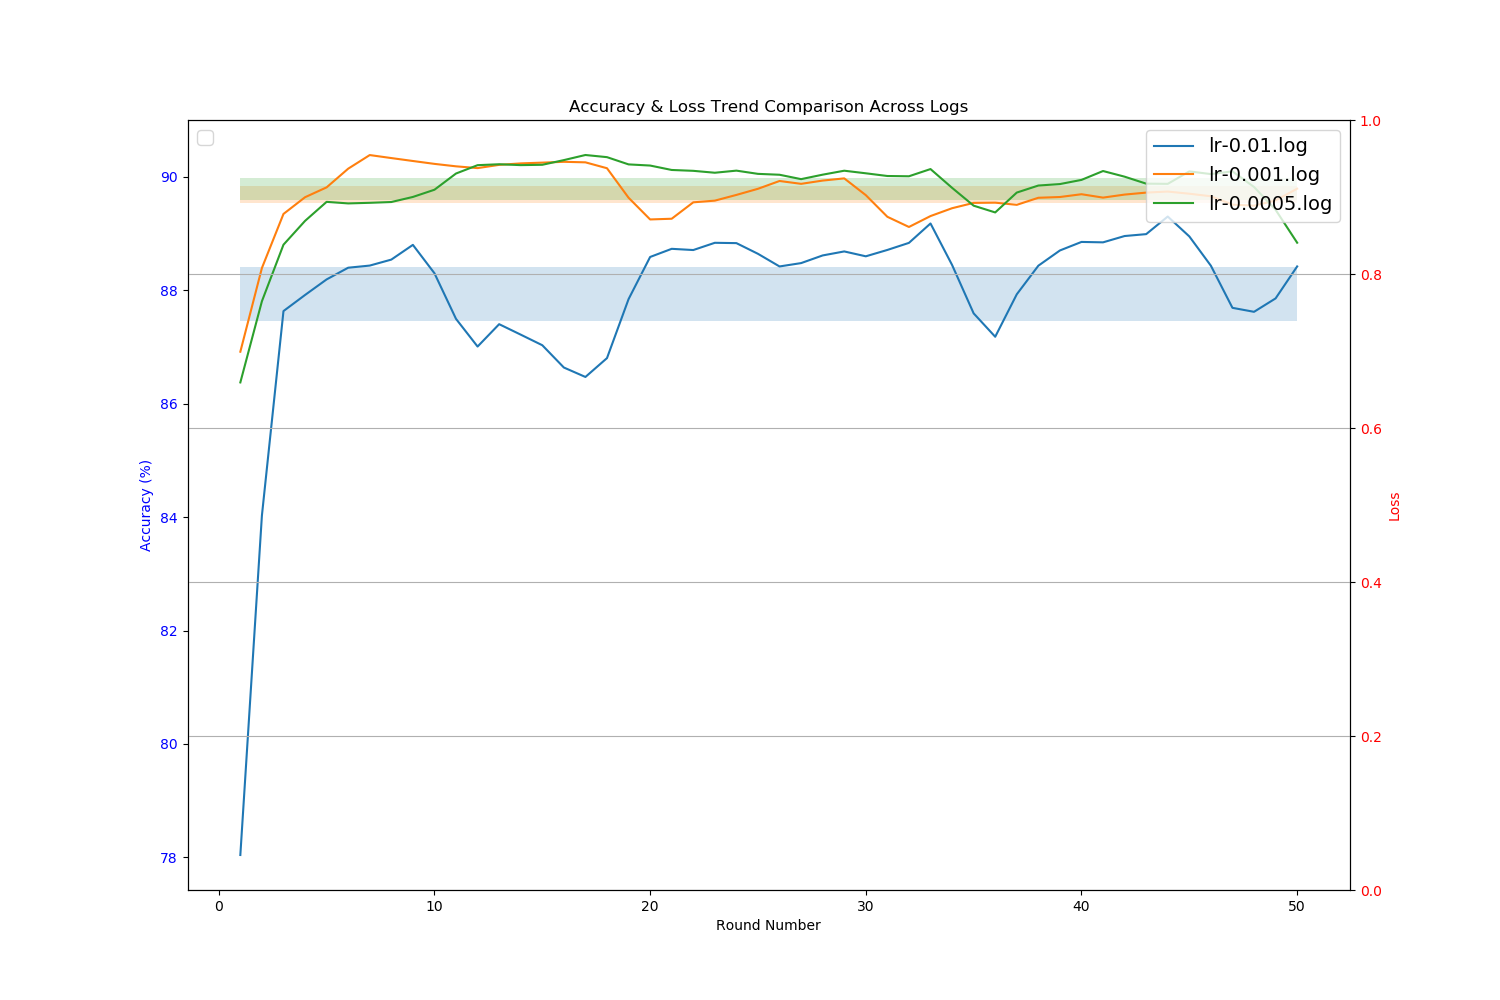 Accuracy & Loss Trend Comparison Across Logs
lr-0.01.log
lr-0.001.log
lr-0.0005.log
90
88
86
84
82
80
78
Accuracy (%)
1.0
0.8
0.6
0.4
0.2
0.0
Loss
0
10
20
30
40
50
Round Number